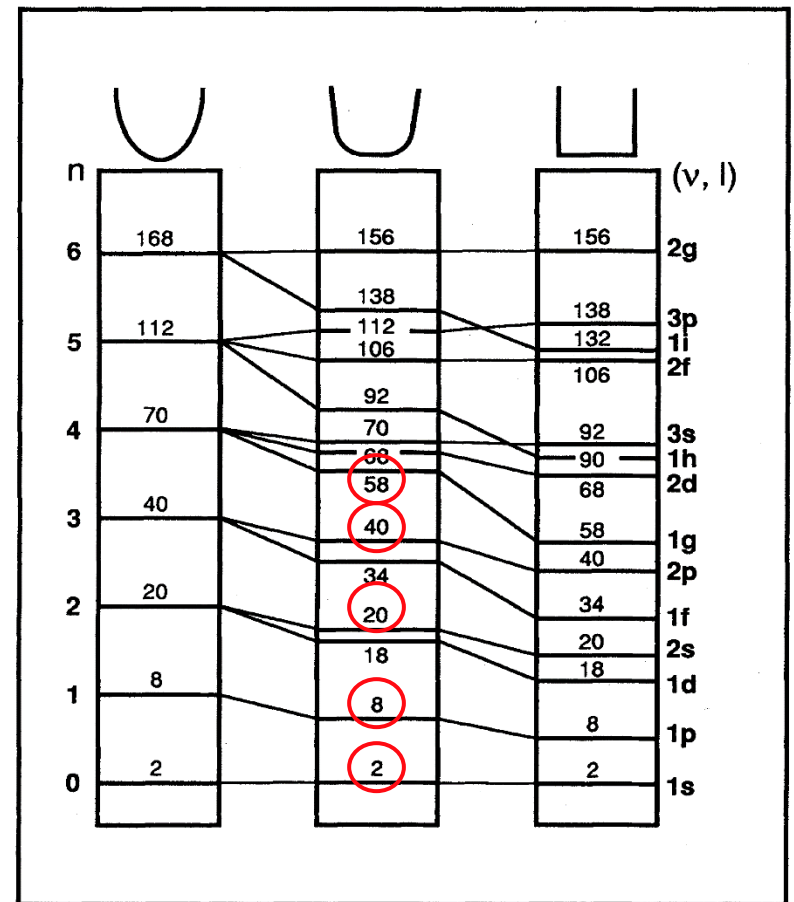 n (ν, l)
6 168 156 156 2g
138 138 3p
5 112 112 132 1i
106 106 2f
92
4 70 70 92 3s
68 90 1h
58 68 2d
3 40 40 58 1g
40 2p
34 34 1f
2 20 20 20 2s
18 18 1d
1 8 8 8 1p
0 2 2 2 1s